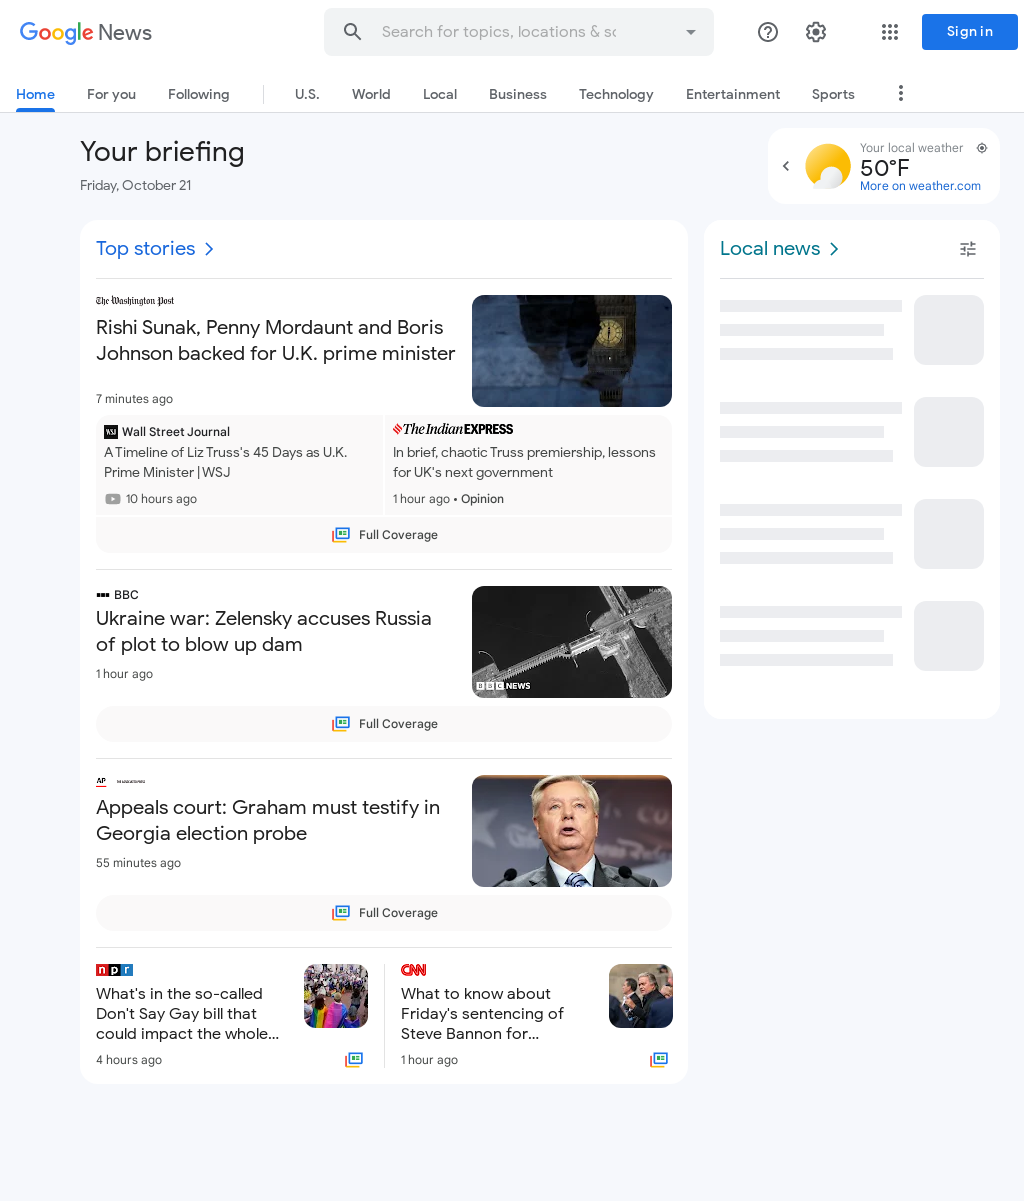 Google News
Search for topics, locations & sc
Sign in
Home
For you
Following
U.S.
World
Local
Business
Technology
Entertainment
Sports
Your briefing
Friday, October 21
Your local weather
50°F
More on weather.com
Top stories
The Washington Post
Rishi Sunak, Penny Mordaunt and Boris
Johnson backed for U.K. prime minister
7 minutes ago
WSJ Wall Street Journal
A Timeline of Liz Truss's 45 Days as U.K.
Prime Minister | WSJ
10 hours ago
The Indian EXPRESS
In brief, chaotic Truss premiership, lessons
for UK's next government
1 hour ago • Opinion
Full Coverage
BBC
Ukraine war: Zelensky accuses Russia
of plot to blow up dam
1 hour ago
BBC NEWS
Full Coverage
AP
Appeals court: Graham must testify in
Georgia election probe
55 minutes ago
Full Coverage
npr
What's in the so-called
Don't Say Gay bill that
could impact the whole...
4 hours ago
CNN
What to know about
Friday's sentencing of
Steve Bannon for...
1 hour ago
Local news